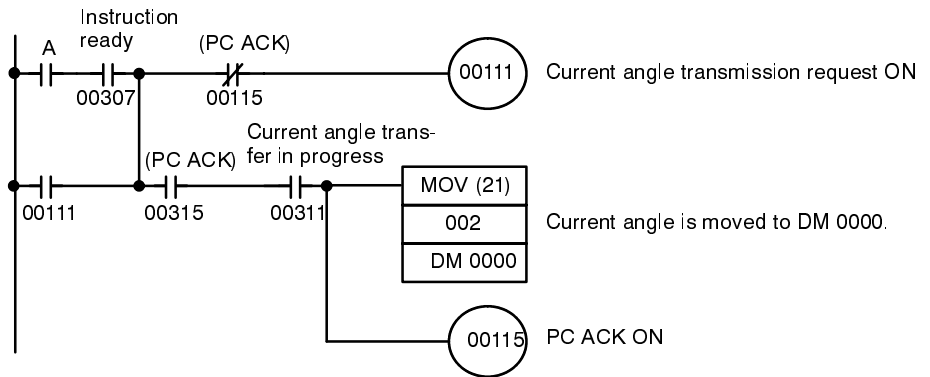 Instruction
ready
A
(PC ACK)
00307
00115
00111
Current angle transmission request ON
Current angle trans-
fer in progress
(PC ACK)
00111
00315
00311
MOV (21)
002
DM 0000
Current angle is moved to DM 0000.
00115
PC ACK ON